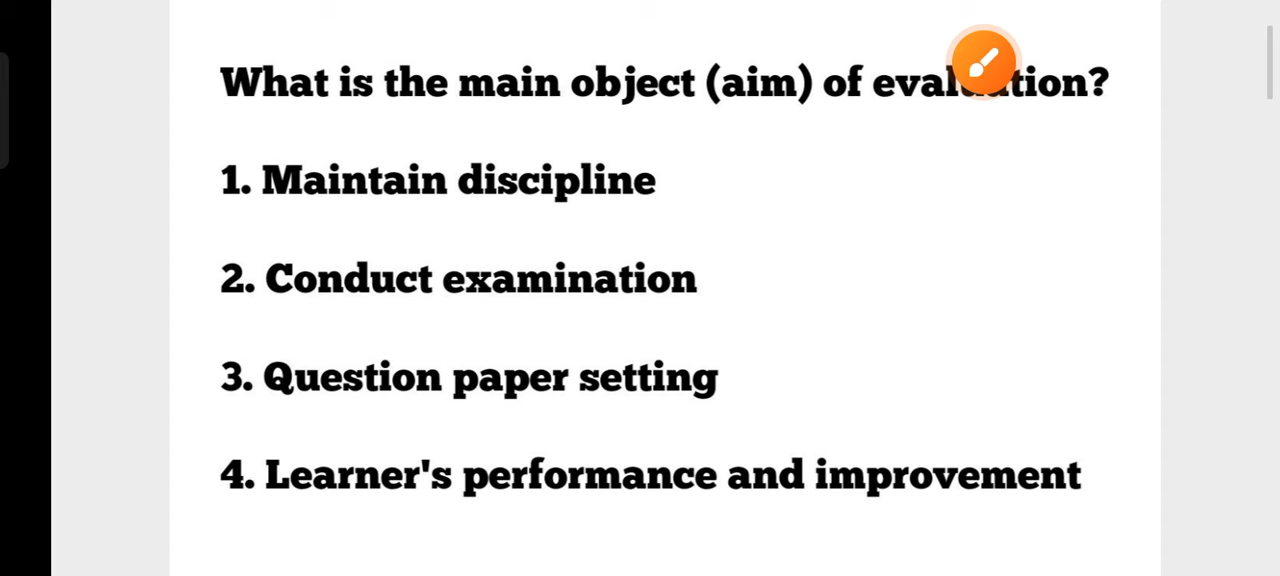 What is the main object (aim) of evaluation?
1. Maintain discipline
2. Conduct examination
3. Question paper setting
4. Learner's performance and improvement